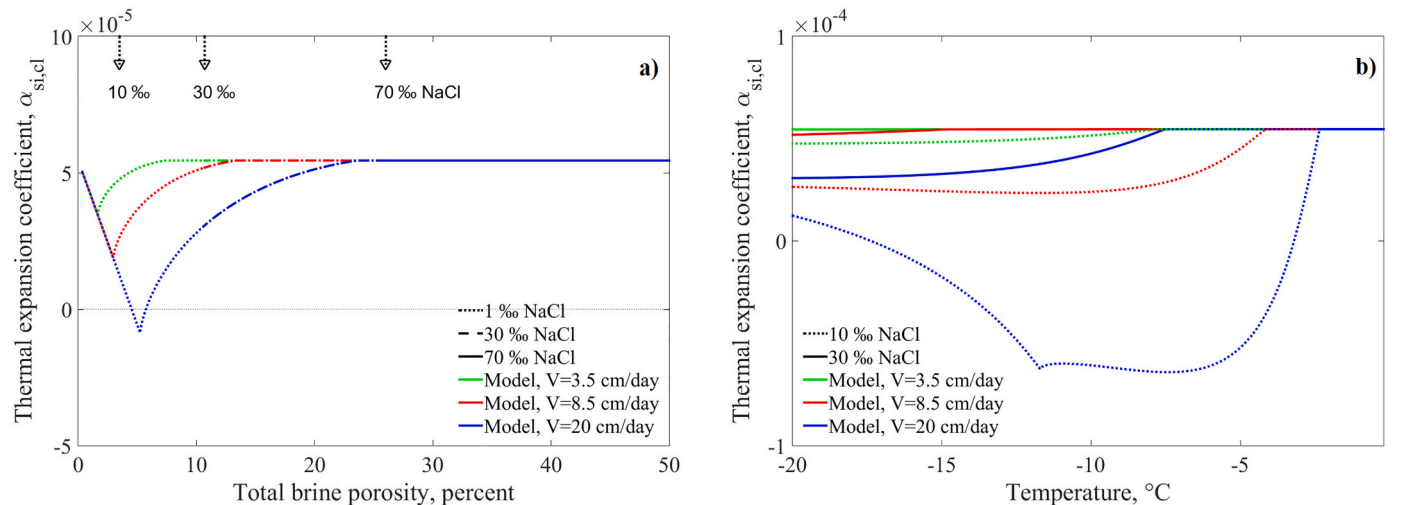 ×10⁻⁵
10
5
0
-5
Thermal expansion coefficient, α si,cl
10 ‰
30 ‰
70 ‰ NaCl
a)
1 ‰ NaCl
30 ‰ NaCl
70 ‰ NaCl
Model, V=3.5 cm/day
Model, V=8.5 cm/day
Model, V=20 cm/day
0 10 20 30 40 50
Total brine porosity, percent
×10⁻⁴
1
0
-1
Thermal expansion coefficient, α si,cl
b)
10 ‰ NaCl
30 ‰ NaCl
Model, V=3.5 cm/day
Model, V=8.5 cm/day
Model, V=20 cm/day
-20 -15 -10 -5
Temperature, °C